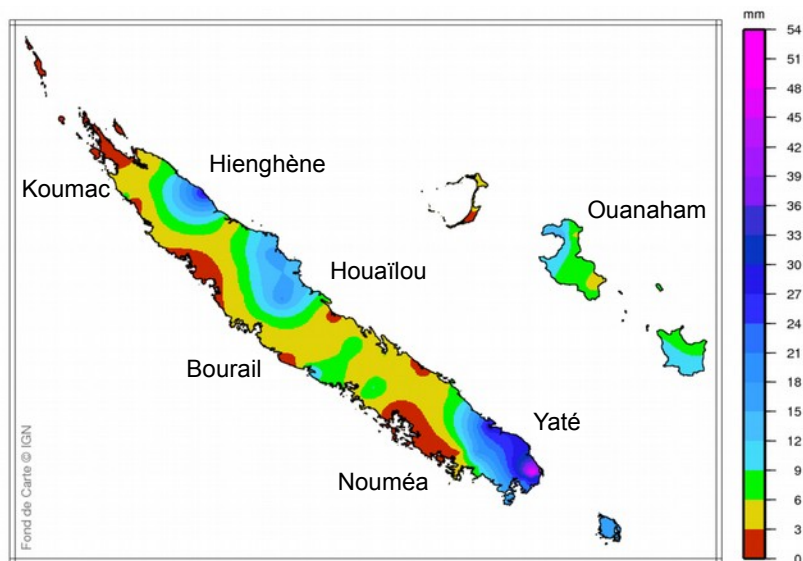 mm
54
51
48
45
42
39
36
33
30
27
24
21
18
15
12
9
6
3
0
Hienghène
Koumac
Ouanaham
Houaïlou
Bourail
Yaté
Nouméa
Fond de Carte © IGN